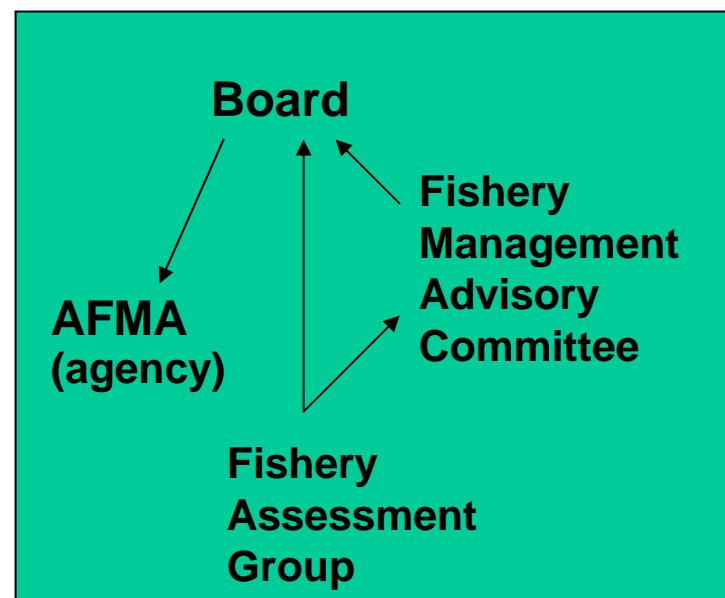 Board
Fishery
Management
Advisory
Committee
AFMA
(agency)
Fishery
Assessment
Group